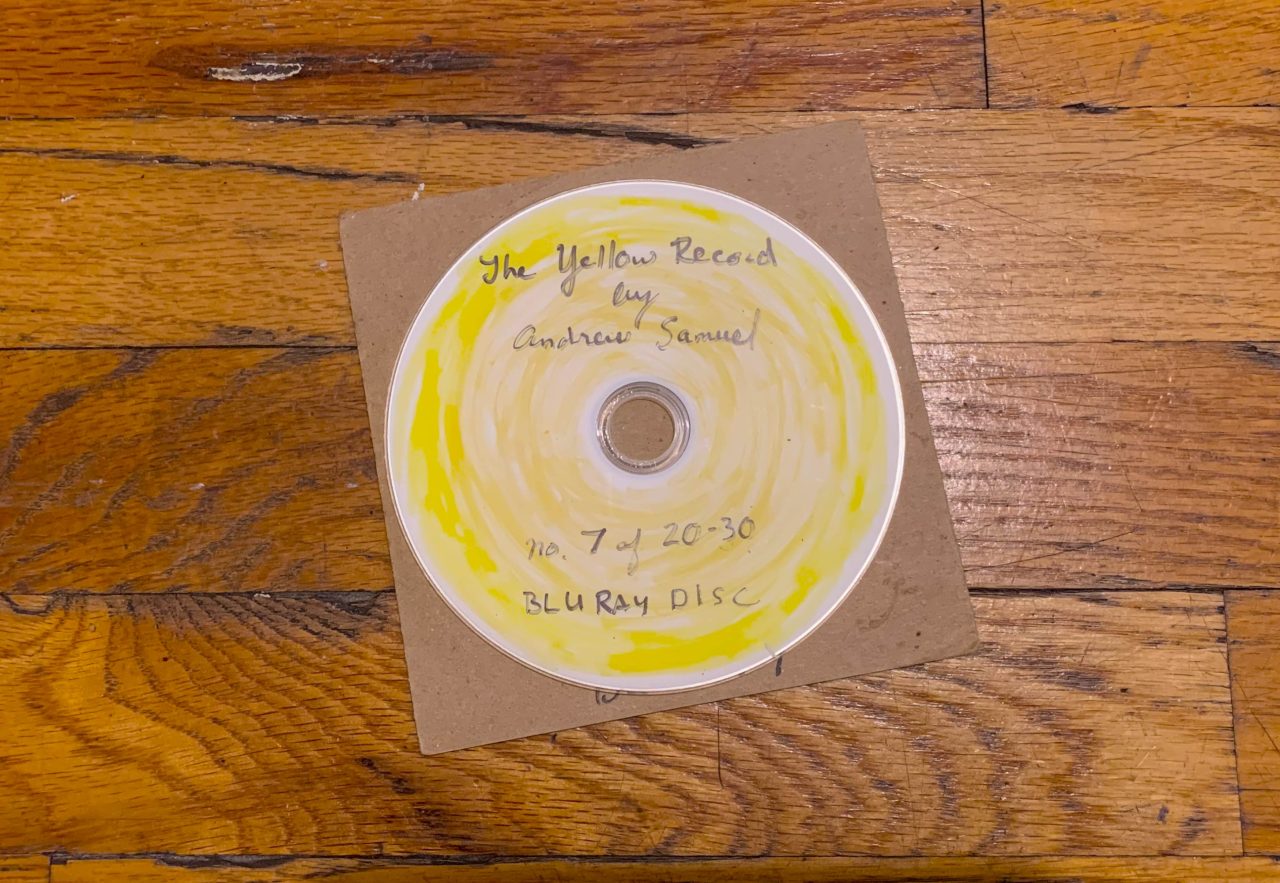 The Yellow Record
by
Andrew Samuel
no. 7 of 20-30
BLURAY DISC